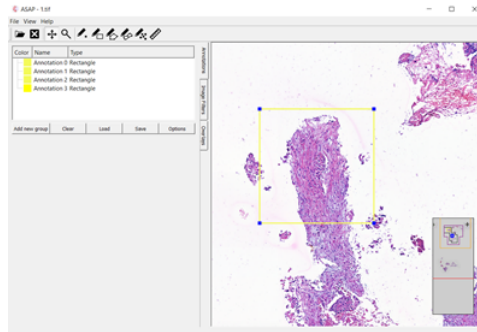 ASAP - 1.tif
File View Help
Color Name Type
Annotation 0 Rectangle
Annotation 1 Rectangle
Annotation 2 Rectangle
Annotation 3 Rectangle
Add new group Clear Load Save Options
Annotations
Image Filters
Overlays